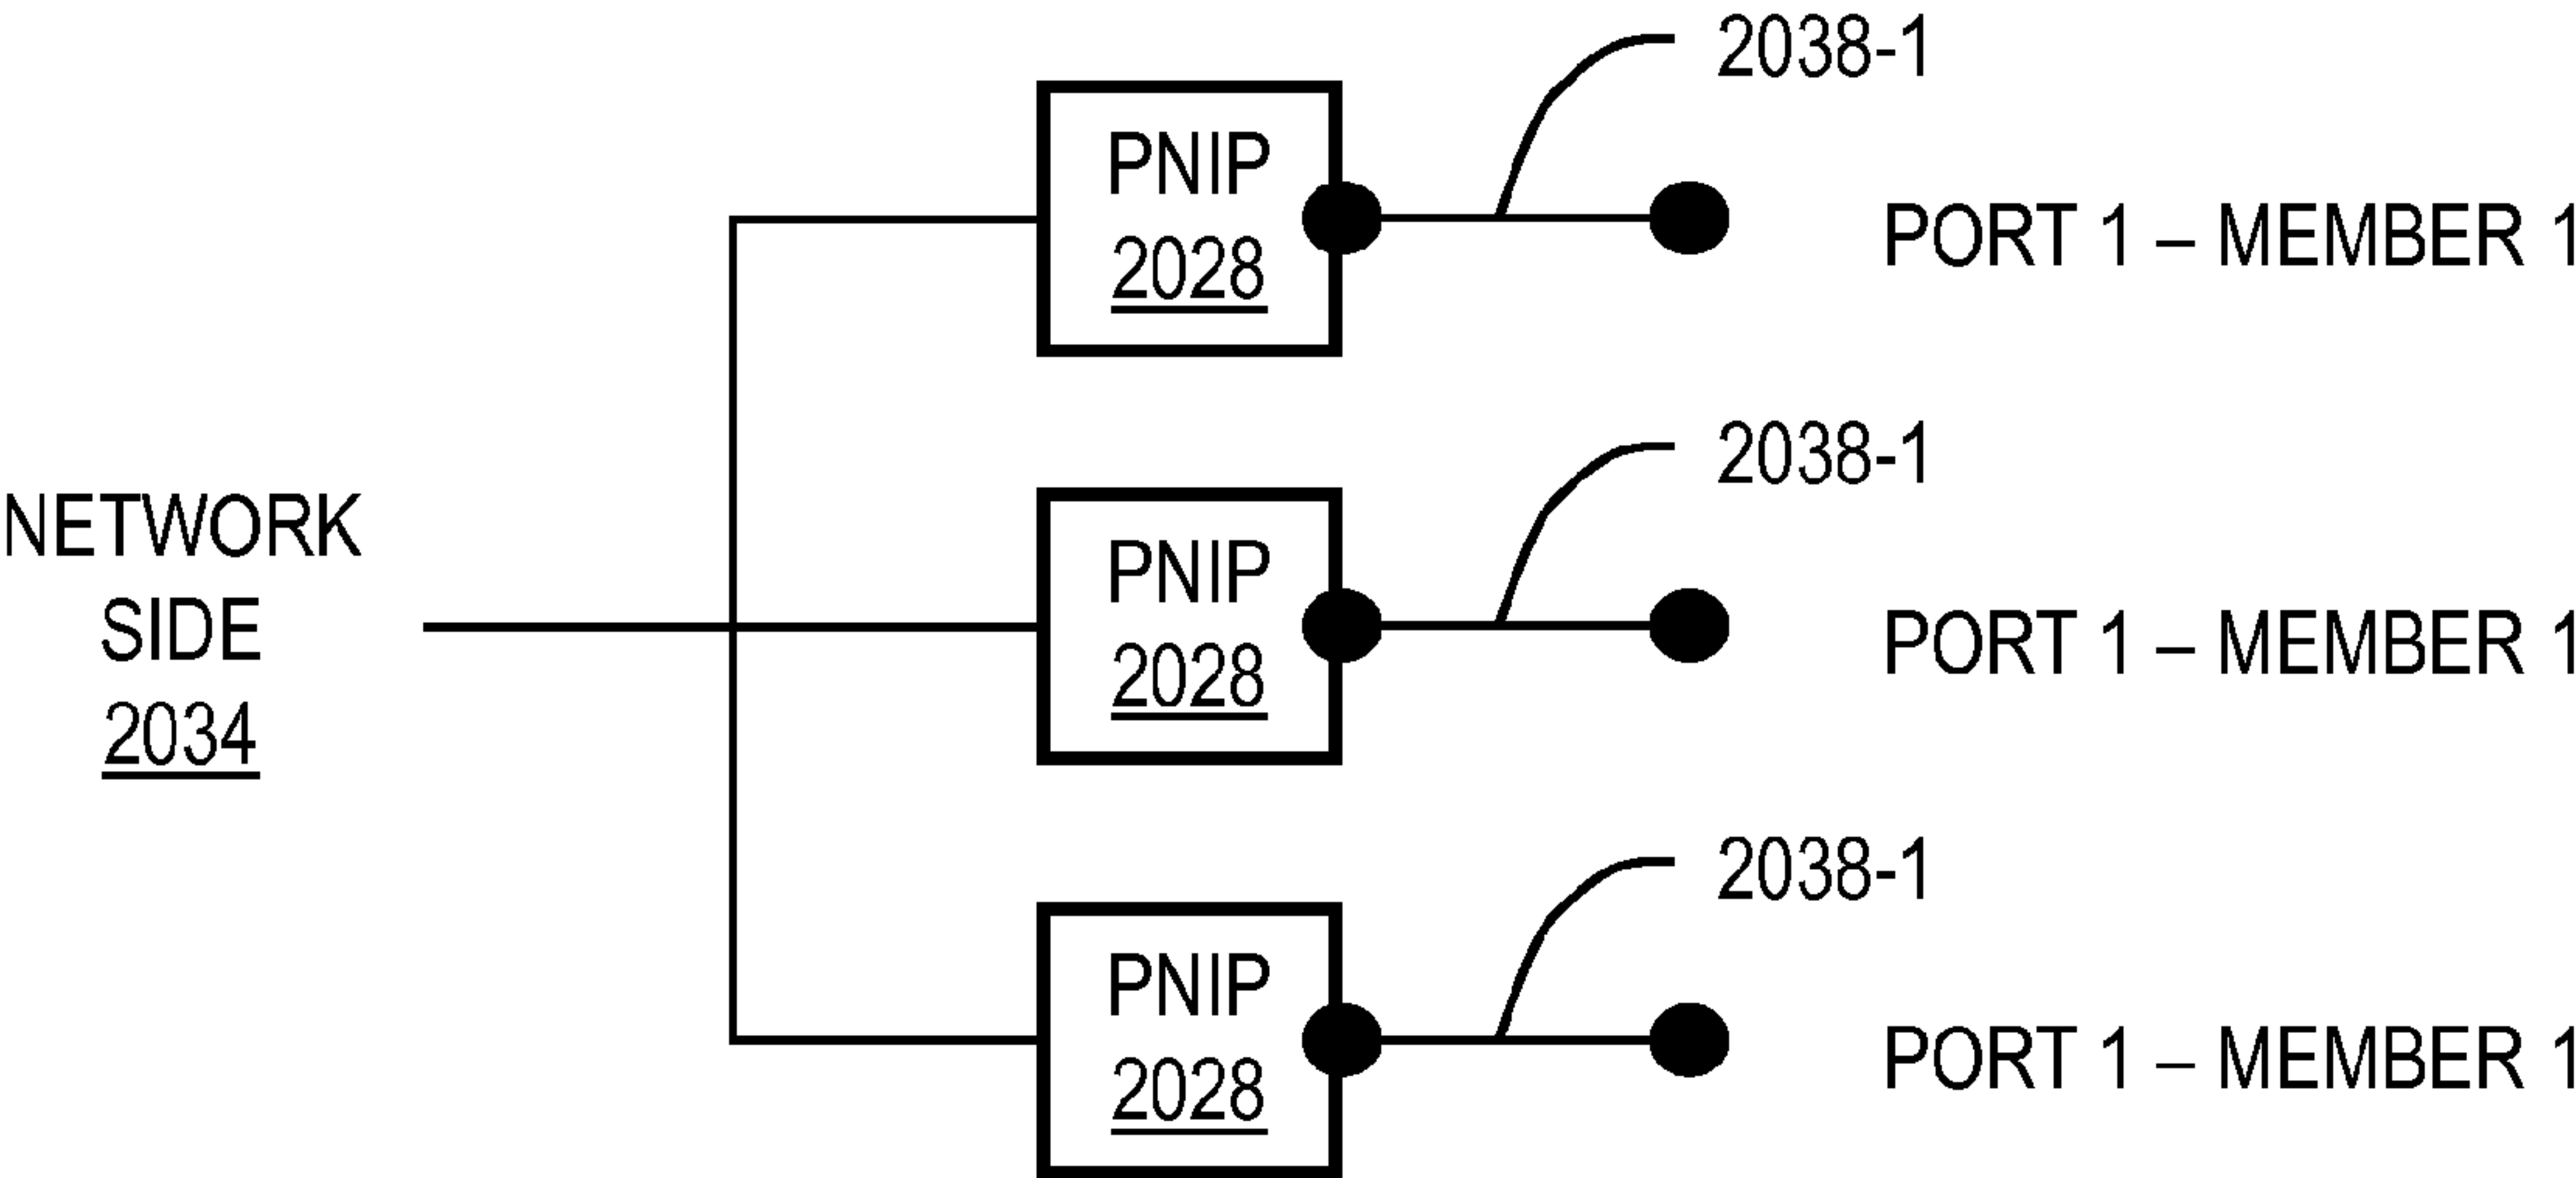 2038-1
PNIP
2028
PORT 1 – MEMBER 1
2038-1
NETWORK
SIDE
2034
PNIP
2028
PORT 1 – MEMBER 1
2038-1
PNIP
2028
PORT 1 – MEMBER 1